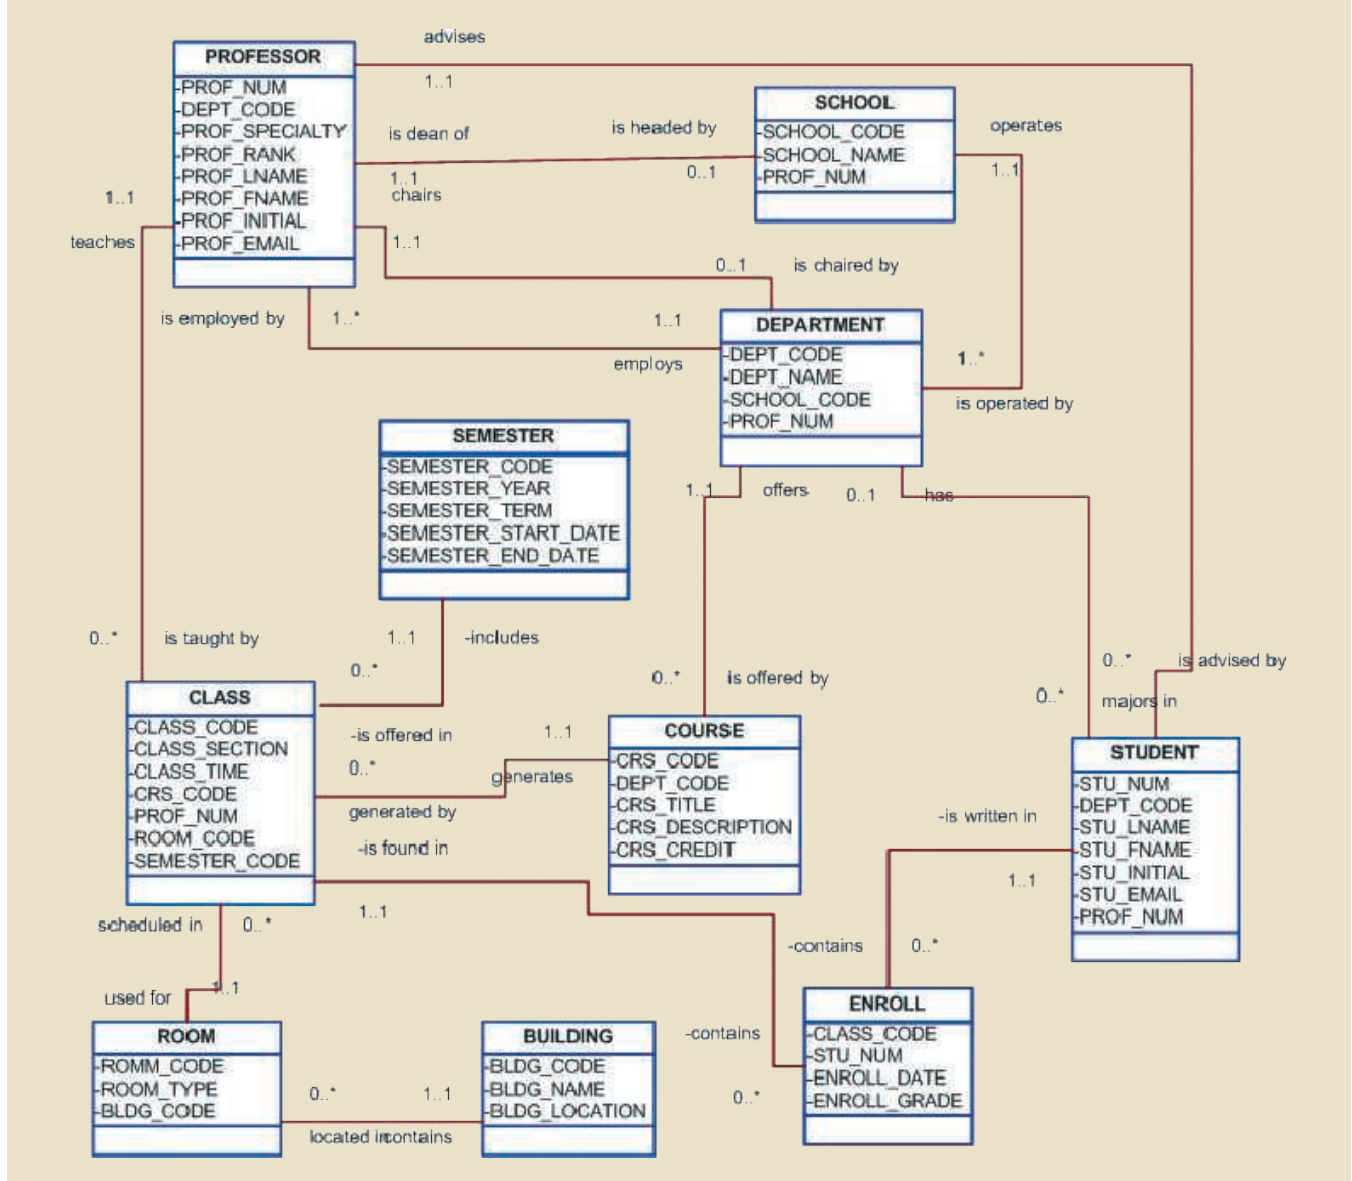 advises
PROFESSOR
-PROF_NUM
-DEPT_CODE
-PROF_SPECIALTY
-PROF_RANK
-PROF_LNAME
-PROF_FNAME
-PROF_INITIAL
-PROF_EMAIL
1..1
SCHOOL
-SCHOOL_CODE
-SCHOOL_NAME
-PROF_NUM
is dean of
is headed by
operates
1..1
0..1
1..1
chairs
1..1
teaches
1..1
0..1
is chaired by
is employed by
1..*
1..1
employs
DEPARTMENT
-DEPT_CODE
-DEPT_NAME
-SCHOOL_CODE
-PROF_NUM
1..*
is operated by
SEMESTER
-SEMESTER_CODE
-SEMESTER_YEAR
-SEMESTER_TERM
-SEMESTER_START_DATE
-SEMESTER_END_DATE
1..1
offers
0..1
-has
0..*
is taught by
1..1
-includes
0..*
0..*
is offered by
0..*
is advised by
0..*
majors in
CLASS
-CLASS_CODE
-CLASS_SECTION
-CLASS_TIME
-CRS_CODE
-PROF_NUM
-ROOM_CODE
-SEMESTER_CODE
-is offered in
1..1
0..*
generates
generated by
-is found in
COURSE
-CRS_CODE
-DEPT_CODE
-CRS_TITLE
-CRS_DESCRIPTION
-CRS_CREDIT
STUDENT
-STU_NUM
-DEPT_CODE
-STU_LNAME
-STU_FNAME
-STU_INITIAL
-STU_EMAIL
-PROF_NUM
-is written in
1..1
scheduled in
0..*
1..1
-contains
0..*
used for
1..1
ROOM
-ROMM_CODE
-ROOM_TYPE
-BLDG_CODE
0..*
1..1
located in
contains
BUILDING
-BLDG_CODE
-BLDG_NAME
-BLDG_LOCATION
-contains
0..*
ENROLL
-CLASS_CODE
-STU_NUM
-ENROLL_DATE
-ENROLL_GRADE